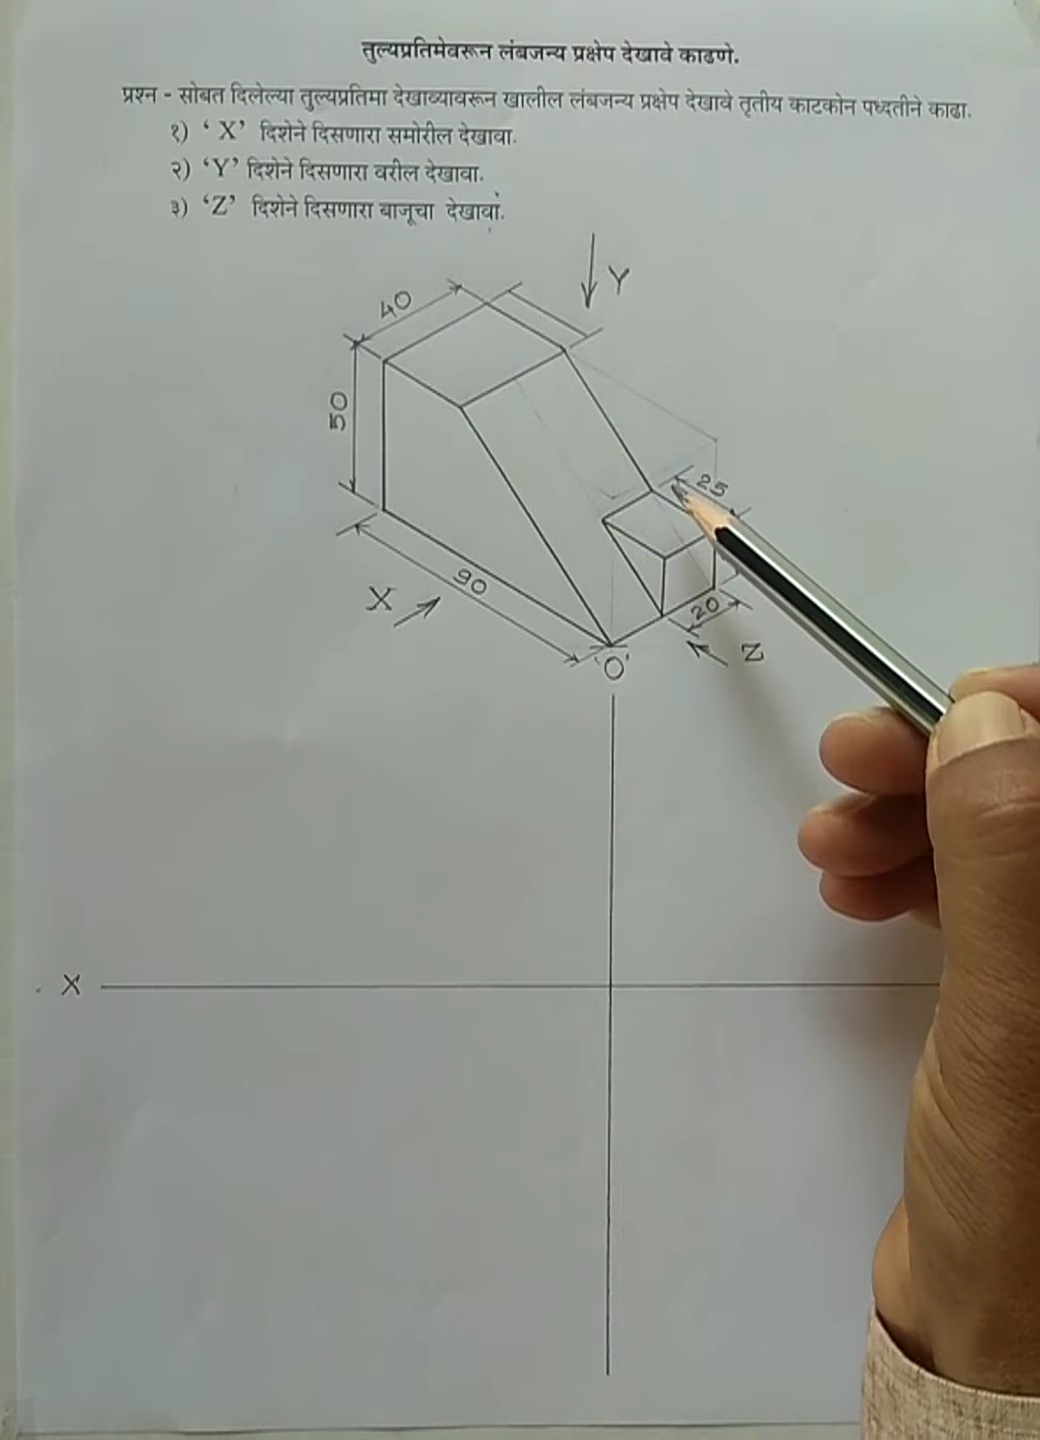 तुल्यप्रतिमेवरून लंबजन्य प्रक्षेप देखावे काढणे.
प्रश्न - सोबत दिलेल्या तुल्यप्रतिमा देखाव्यावरून खालील लंबजन्य प्रक्षेप देखावे तृतीय काटकोन पध्दतीने काढा.
१) ‘ X’ दिशेने दिसणारा समोरील देखावा.
२) ‘Y’ दिशेने दिसणारा वरील देखावा.
३) ‘Z’ दिशेने दिसणारा बाजूचा देखावा.
Y
40
50
25
90
X
20
Z
'O'
X